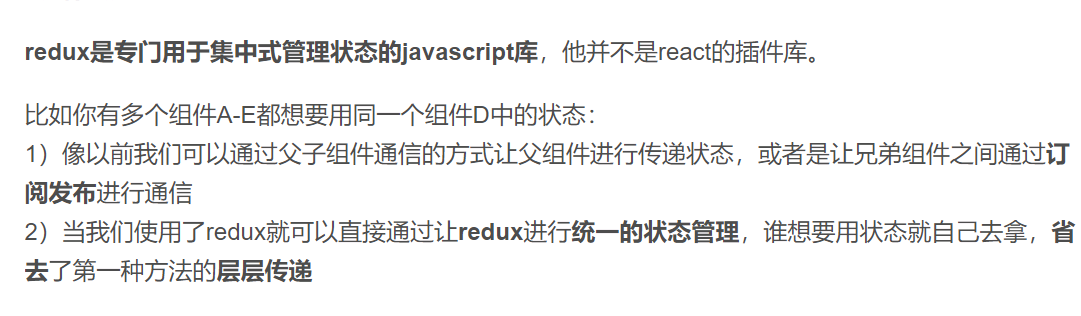 redux是专门用于集中式管理状态的javascript库，他并不是react的插件库。
比如你有多个组件A-E都想要用同一个组件D中的状态：
1）像以前我们可以通过父子组件通信的方式让父组件进行传递状态，或者是让兄弟组件之间通过订
阅发布进行通信
2）当我们使用了redux就可以直接通过让redux进行统一的状态管理，谁想要用状态就自己去拿，省
去了第一种方法的层层传递